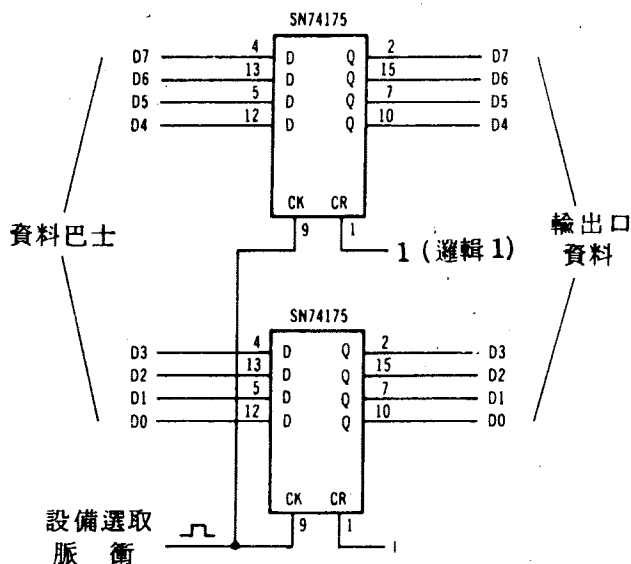 SN74175
D7 4 D Q 2 D7
D6 13 D Q 15 D6
D5 5 D Q 7 D5
D4 12 D Q 10 D4
CK CR
9 1
資料巴士
1 (邏輯1)
輸出口
資料
SN74175
D3 4 D Q 2 D3
D2 13 D Q 15 D2
D1 5 D Q 7 D1
D0 12 D Q 10 D0
CK CR
9 1
設備選取
脈衝
1